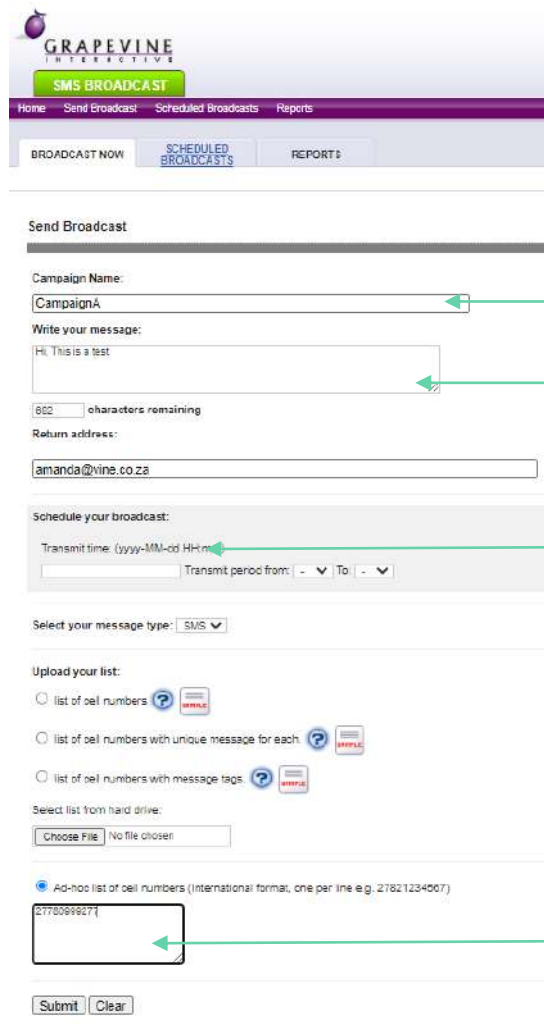 GRAPEVINE
INTERACTIVE
SMS BROADCAST
Home Send Broadcast Scheduled Broadcasts Reports
BROADCAST NOW SCHEDULED BROADCASTS REPORTS
Send Broadcast
Campaign Name:
CampaignA
Write your message:
Hi, This is a test
characters remaining
Return address:
amanda@vine.co.za
Schedule your broadcast:
Transmit time: (yyyy-MM-dd HH:m
Transmit period from: - To: -
Select your message type: SMS
Upload your list:
list of cell numbers SAMPLE
list of cell numbers with unique message for each. SAMPLE
list of cell numbers with message tags. SAMPLE
Select list from hard drive:
Choose File No file chosen
Ad-hoc list of cell numbers (International format, one per line e.g. 27821234567)
Submit Clear